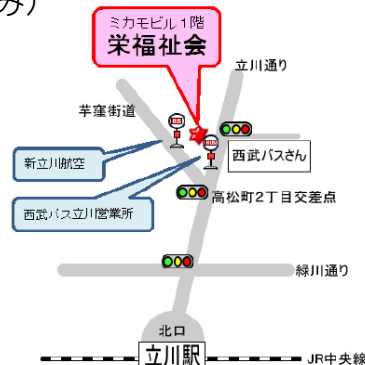 み）
ミカモビル１階
栄福祉会
立川通り
芋窪街道
新立川航空
西武バスさん
西武バス立川営業所
高松町２丁目交差点
緑川通り
北口
立川駅
JR中央線